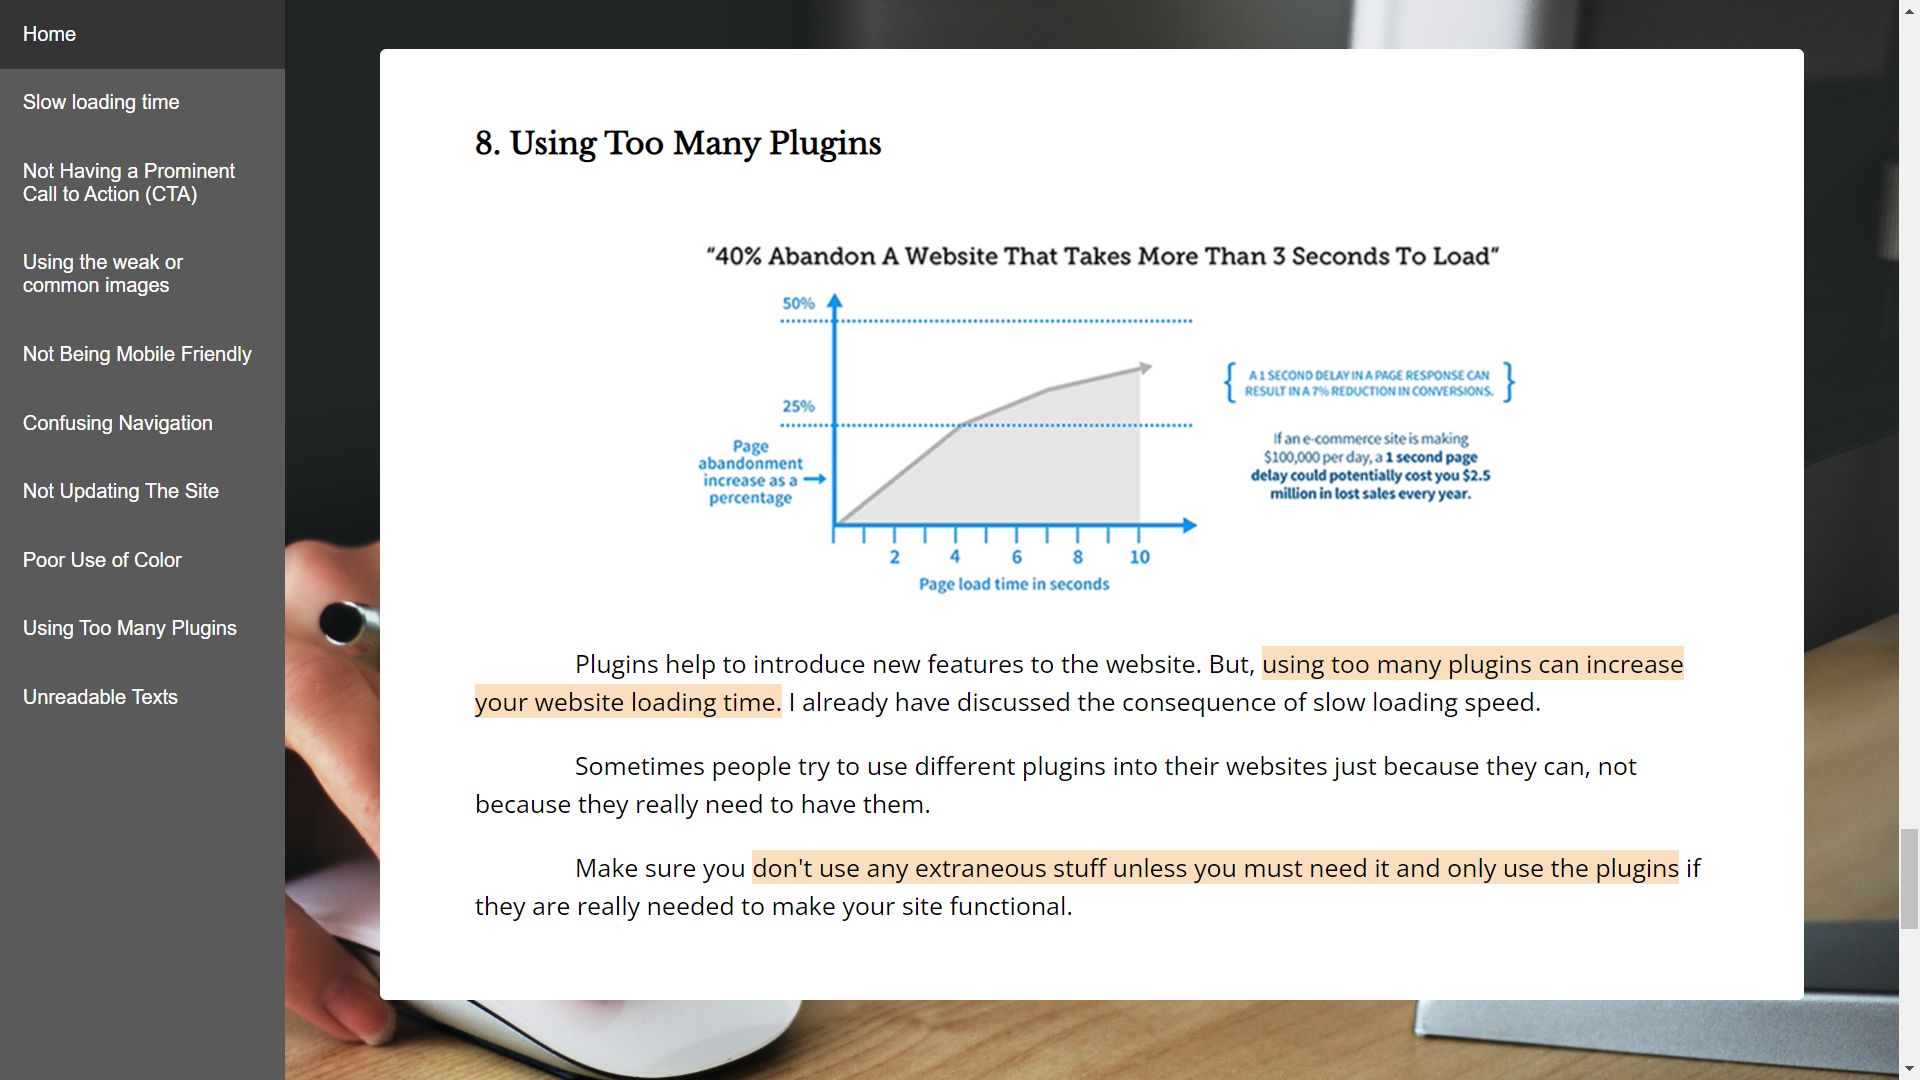 Home
Slow loading time
Not Having a Prominent
Call to Action (CTA)
Using the weak or
common images
Not Being Mobile Friendly
Confusing Navigation
Not Updating The Site
Poor Use of Color
Using Too Many Plugins
Unreadable Texts
8. Using Too Many Plugins
“40% Abandon A Website That Takes More Than 3 Seconds To Load”
50%
25%
Page
abandonment
increase as a
percentage
2 4 6 8 10
Page load time in seconds
A 1 SECOND DELAY IN A PAGE RESPONSE CAN
RESULT IN A 7% REDUCTION IN CONVERSIONS.
If an e-commerce site is making
$100,000 per day, a 1 second page
delay could potentially cost you $2.5
million in lost sales every year.
Plugins help to introduce new features to the website. But, using too many plugins can increase
your website loading time. I already have discussed the consequence of slow loading speed.
Sometimes people try to use different plugins into their websites just because they can, not
because they really need to have them.
Make sure you don't use any extraneous stuff unless you must need it and only use the plugins if
they are really needed to make your site functional.